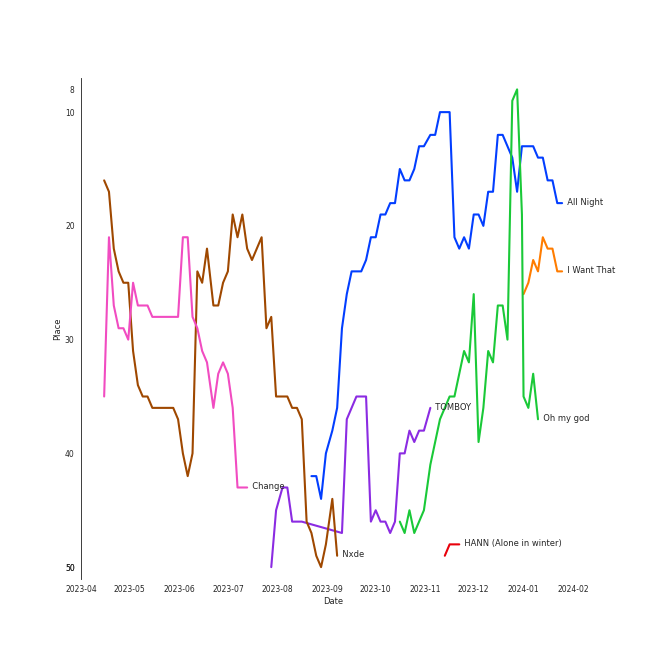 8
10
20
30
40
50
Place
All Night
I Want That
TOMBOY
Oh my god
Change
HANN (Alone in winter)
Nxde
2023-04 2023-05 2023-06 2023-07 2023-08 2023-09 2023-10 2023-11 2023-12 2024-01 2024-02
Date